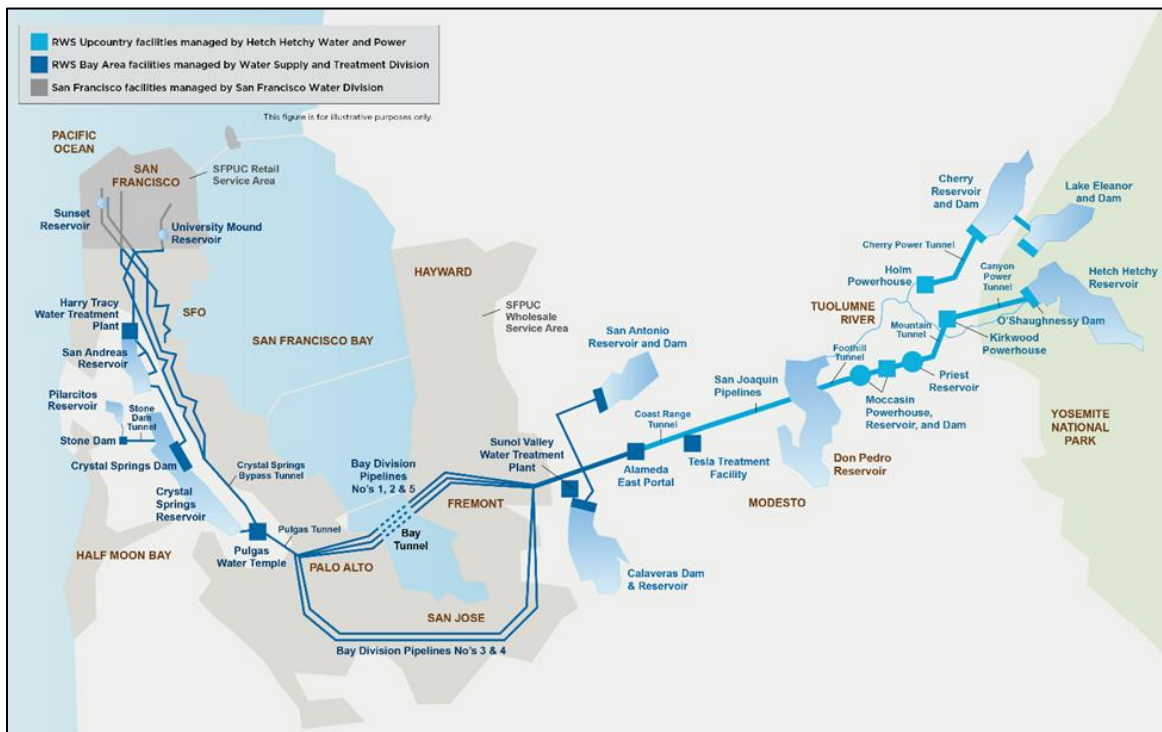 RWS Upcountry facilities managed by Hetch Hetchy Water and Power
RWS Bay Area facilities managed by Water Supply and Treatment Division
San Francisco facilities managed by San Francisco Water Division
This figure is for illustrative purposes only.
PACIFIC
OCEAN
SAN
FRANCISCO
SFPUC Retail
Service Area
Sunset
Reservoir
University Mound
Reservoir
Harry Tracy
Water Treatment
Plant
SFO
San Andreas
Reservoir
Pilarcitos
Reservoir
Stone
Dam
Tunnel
Stone Dam
Crystal Springs Dam
Crystal
Springs
Reservoir
Crystal Springs
Bypass Tunnel
HALF MOON BAY
Pulgas
Water Temple
Pulgas Tunnel
SAN FRANCISCO BAY
HAYWARD
SFPUC
Wholesale
Service Area
Bay Division
Pipelines
No's 1, 2 & 5
FREMONT
Bay
Tunnel
PALO ALTO
SAN JOSE
Bay Division Pipelines No's 3 & 4
San Antonio
Reservoir and Dam
Sunol Valley
Water Treatment
Plant
Calaveras Dam
& Reservoir
Alameda
East Portal
Coast Range
Tunnel
Tesla Treatment
Facility
San Joaquin
Pipelines
MODESTO
Don Pedro
Reservoir
Foothill
Tunnel
Moccasin
Powerhouse,
Reservoir, and Dam
Priest
Reservoir
Mountain
Tunnel
TUOLUMNE
RIVER
Kirkwood
Powerhouse
Holm
Powerhouse
Cherry Power Tunnel
Cherry
Reservoir
and Dam
Lake Eleanor
and Dam
Canyon
Power
Tunnel
Hetch Hetchy
Reservoir
O'Shaughnessy Dam
YOSEMITE
NATIONAL
PARK